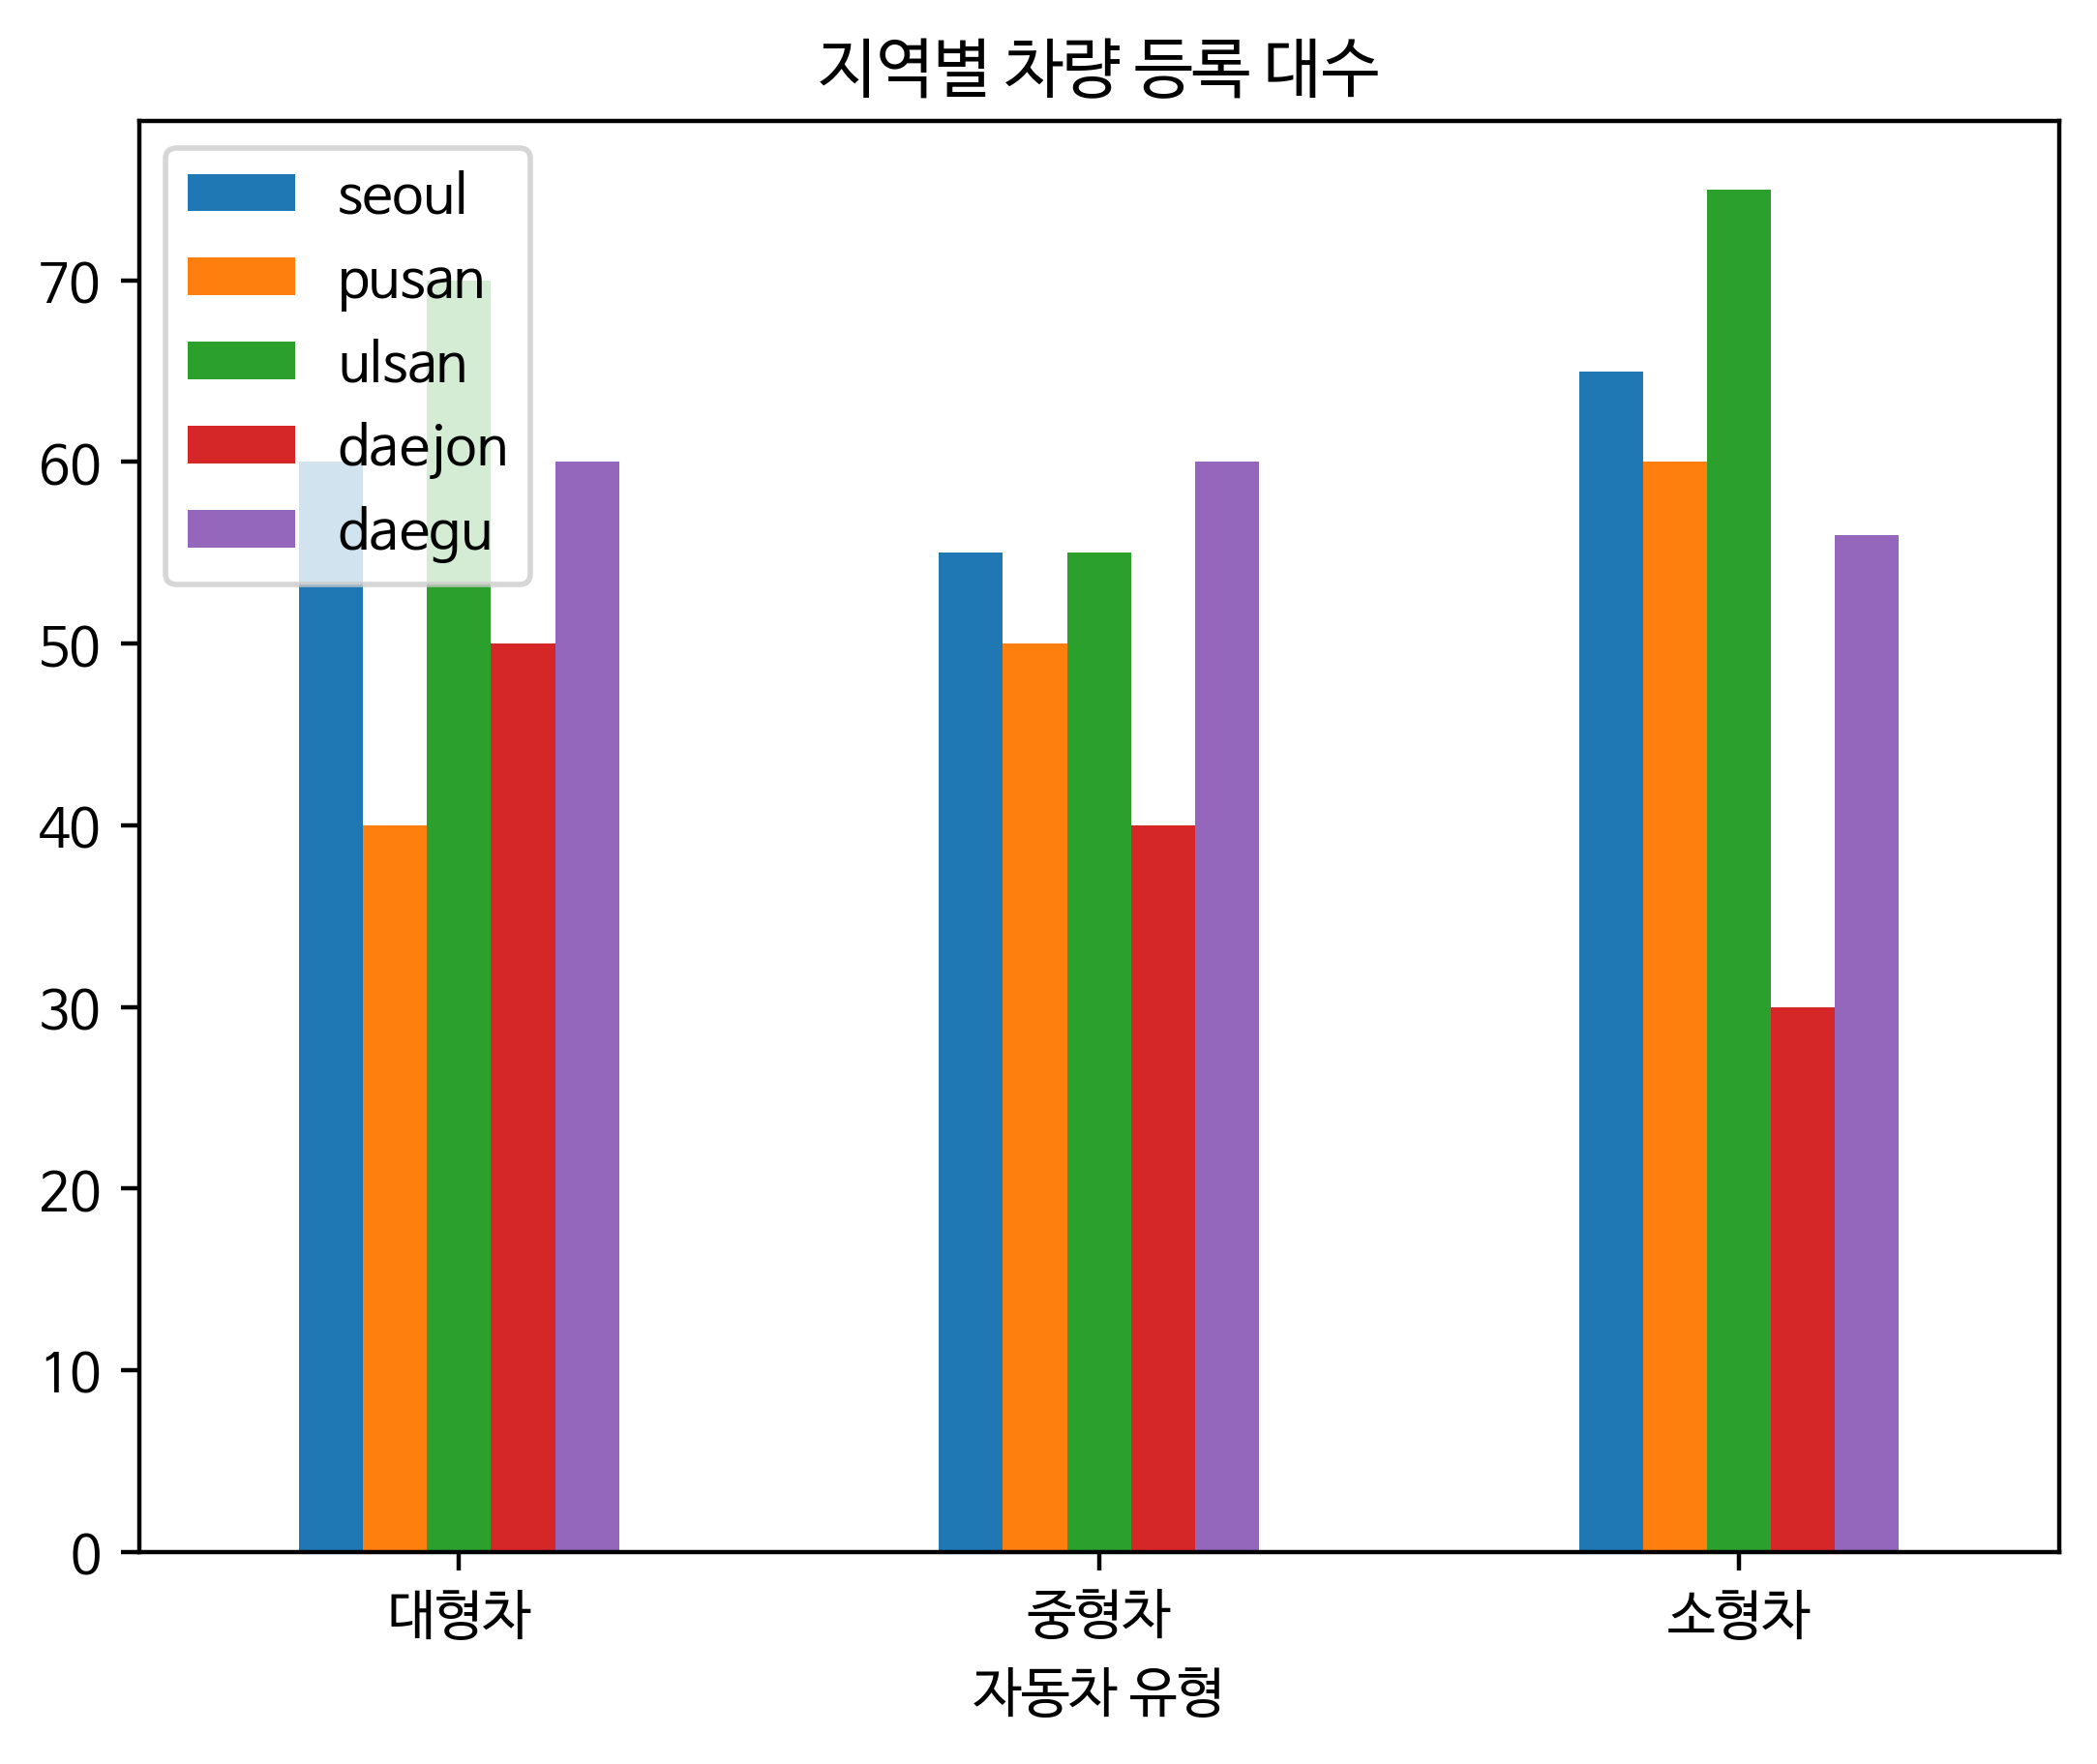 지역별 차량 등록 대수
seoul
pusan
ulsan
daejon
daegu
70
60
50
40
30
20
10
0
대형차 중형차 소형차
자동차 유형